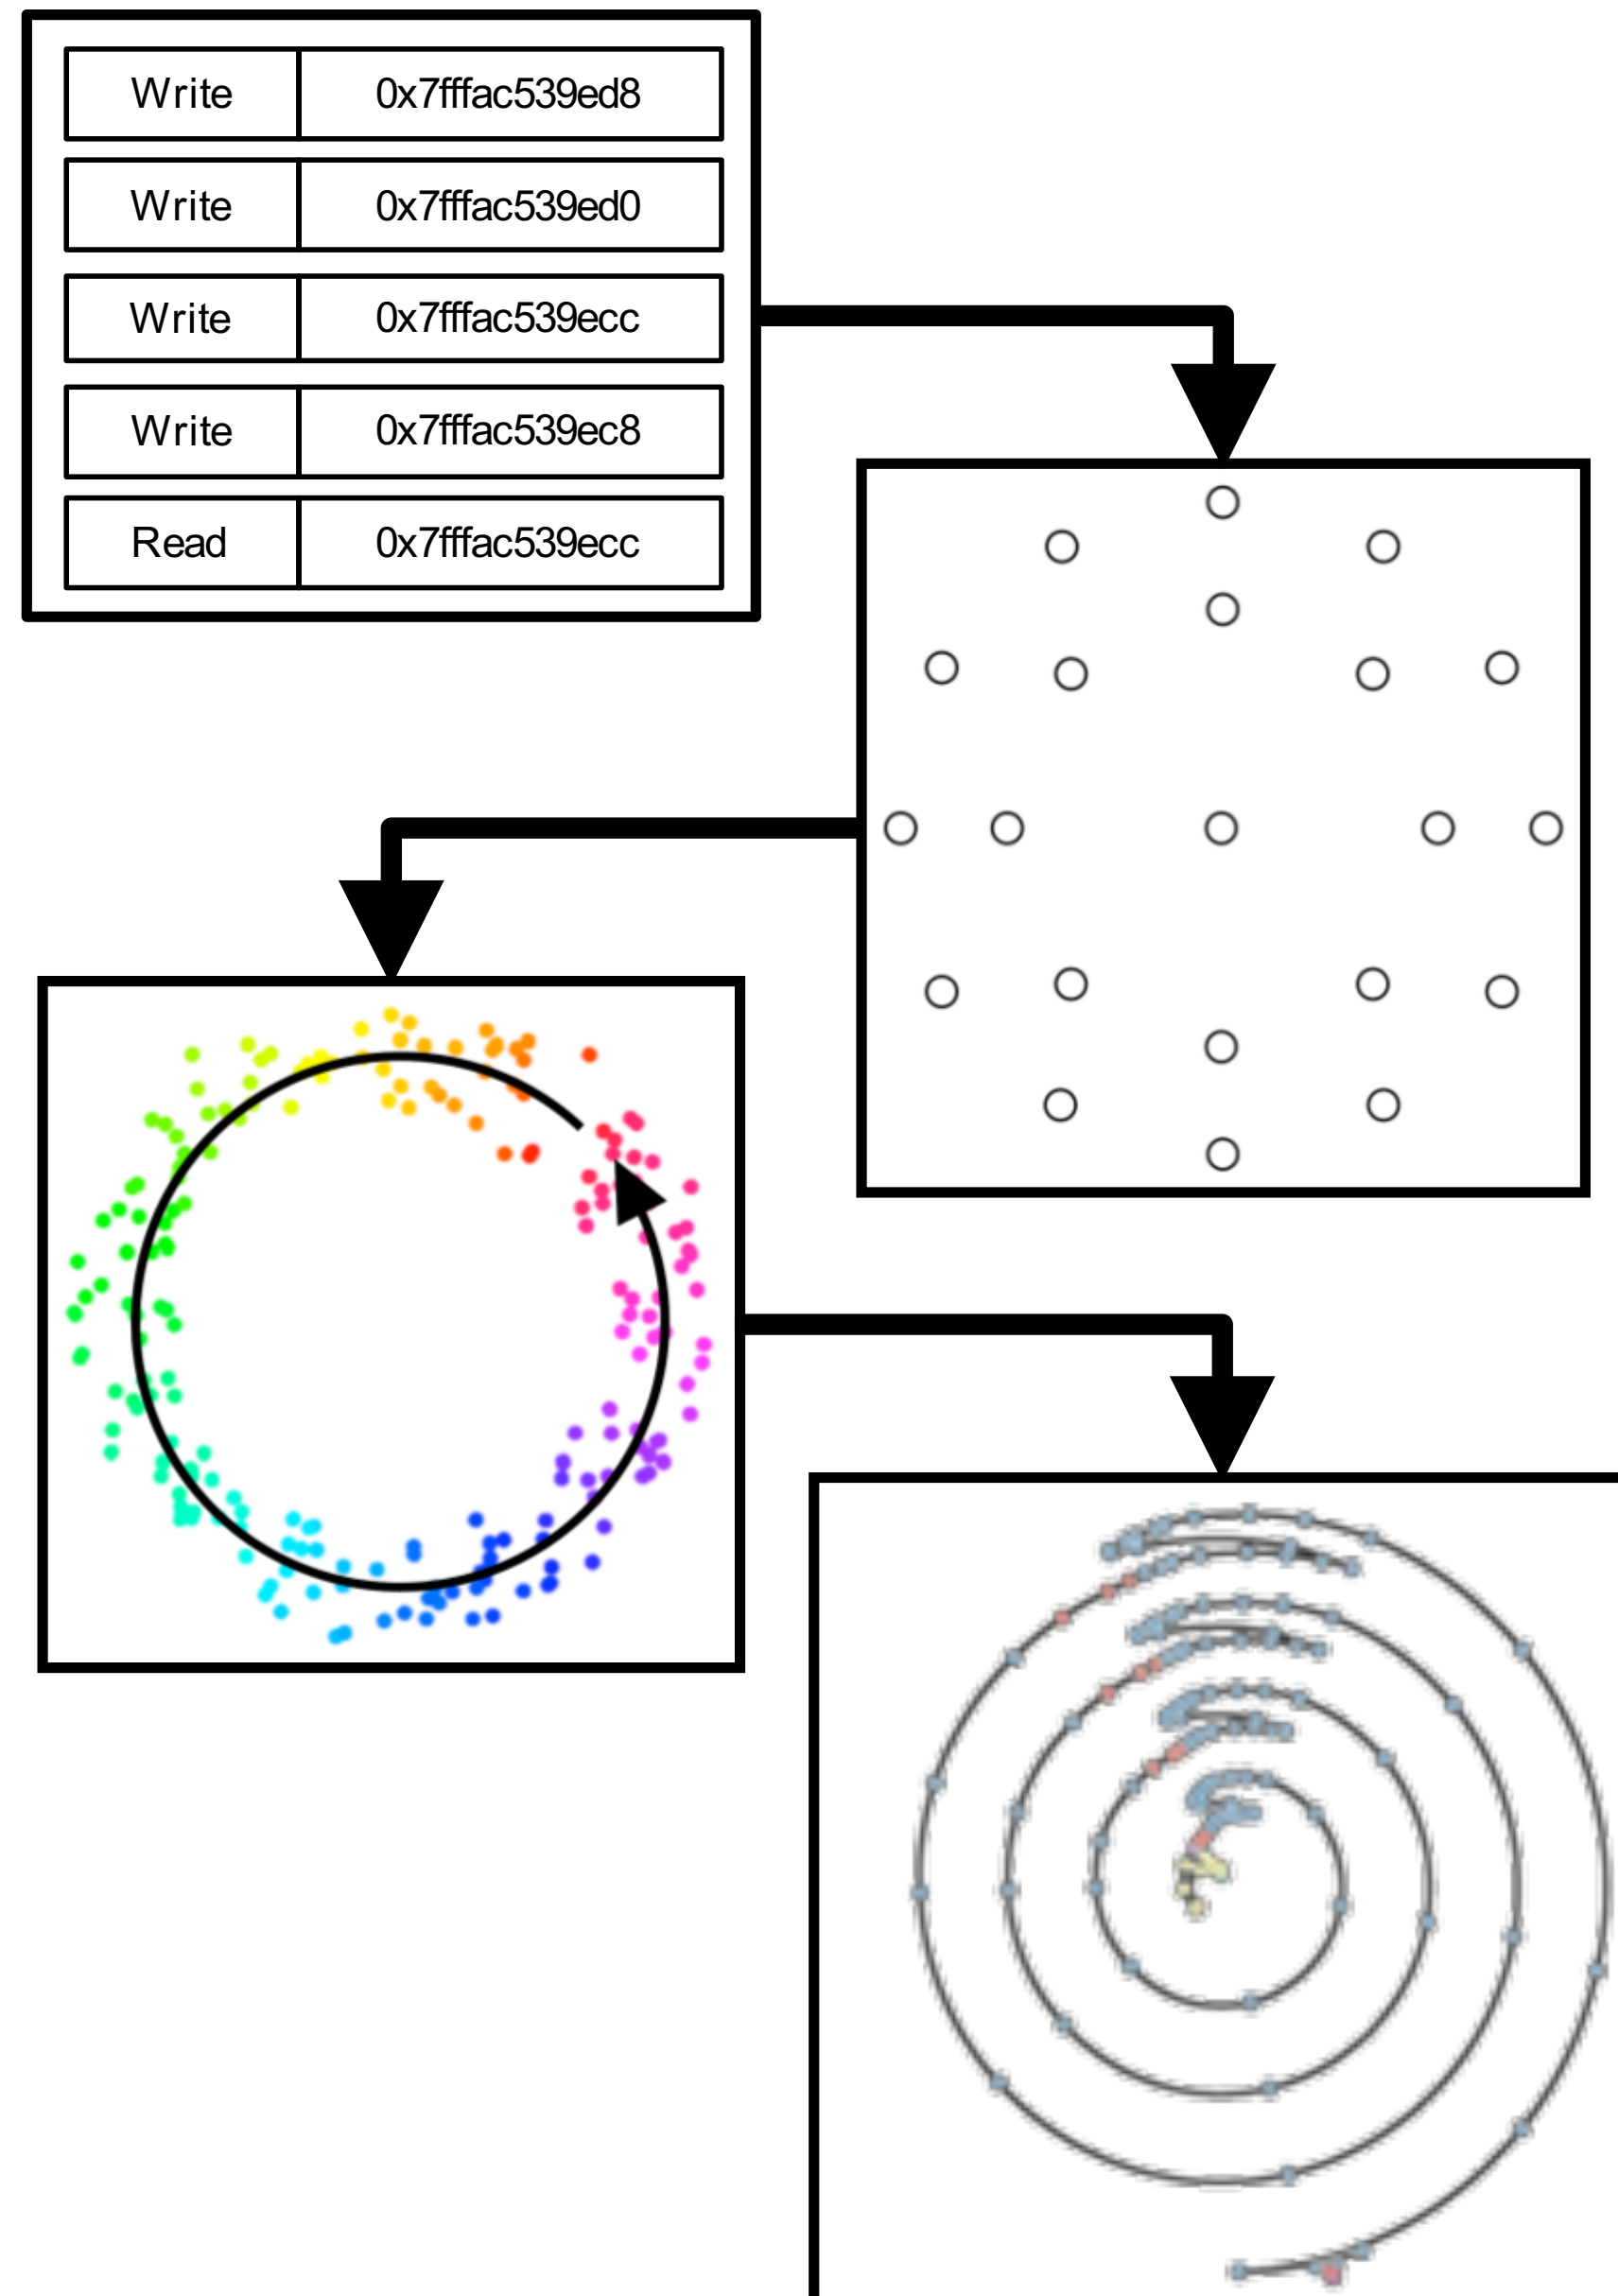 Write 0x7fffac539ed8
Write 0x7fffac539ed0
Write 0x7fffac539ecc
Write 0x7fffac539ec8
Read 0x7fffac539ecc